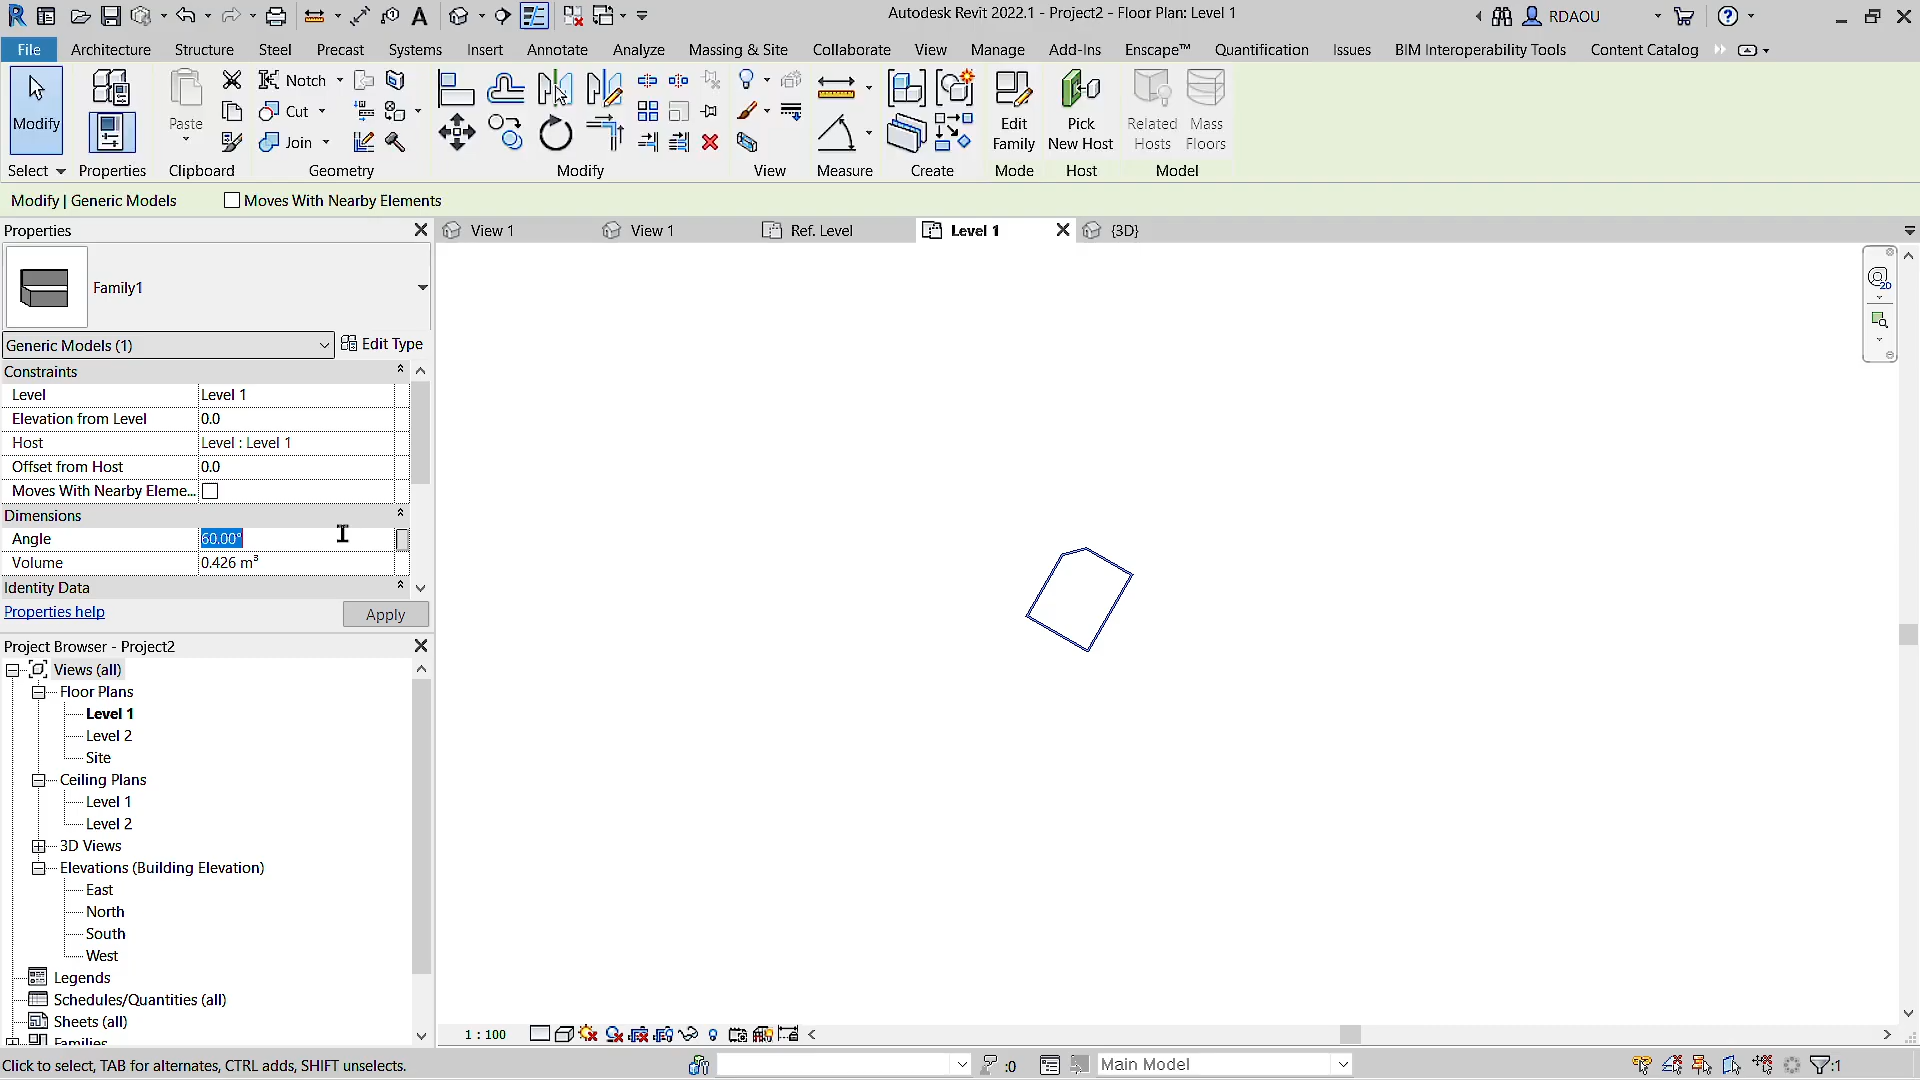 Autodesk Revit 2022.1 - Project2 - Floor Plan: Level 1
RDAOU
File Architecture Structure Steel Precast Systems Insert Annotate Analyze Massing & Site Collaborate View Manage Add-Ins Enscape™ Quantification Issues BIM Interoperability Tools Content Catalog
Modify
Paste
Notch
Cut
Join
Edit Family
Pick New Host
Related Hosts
Mass Floors
Select Properties Clipboard Geometry Modify View Measure Create Mode Host Model
Modify | Generic Models Moves With Nearby Elements
Properties
View 1 View 1 Ref. Level Level 1 {3D}
2D
Family1
Generic Models (1) Edit Type
Constraints
Level Level 1
Elevation from Level 0.0
Host Level : Level 1
Offset from Host 0.0
Moves With Nearby Eleme...
Dimensions
Angle 60.00°
Volume 0.426 m³
Identity Data
Properties help Apply
Project Browser - Project2
Views (all)
Floor Plans
Level 1
Level 2
Site
Ceiling Plans
Level 1
Level 2
3D Views
Elevations (Building Elevation)
East
North
South
West
Legends
Schedules/Quantities (all)
Sheets (all)
Families
1 : 100
Click to select, TAB for alternates, CTRL adds, SHIFT unselects. :0 Main Model :1